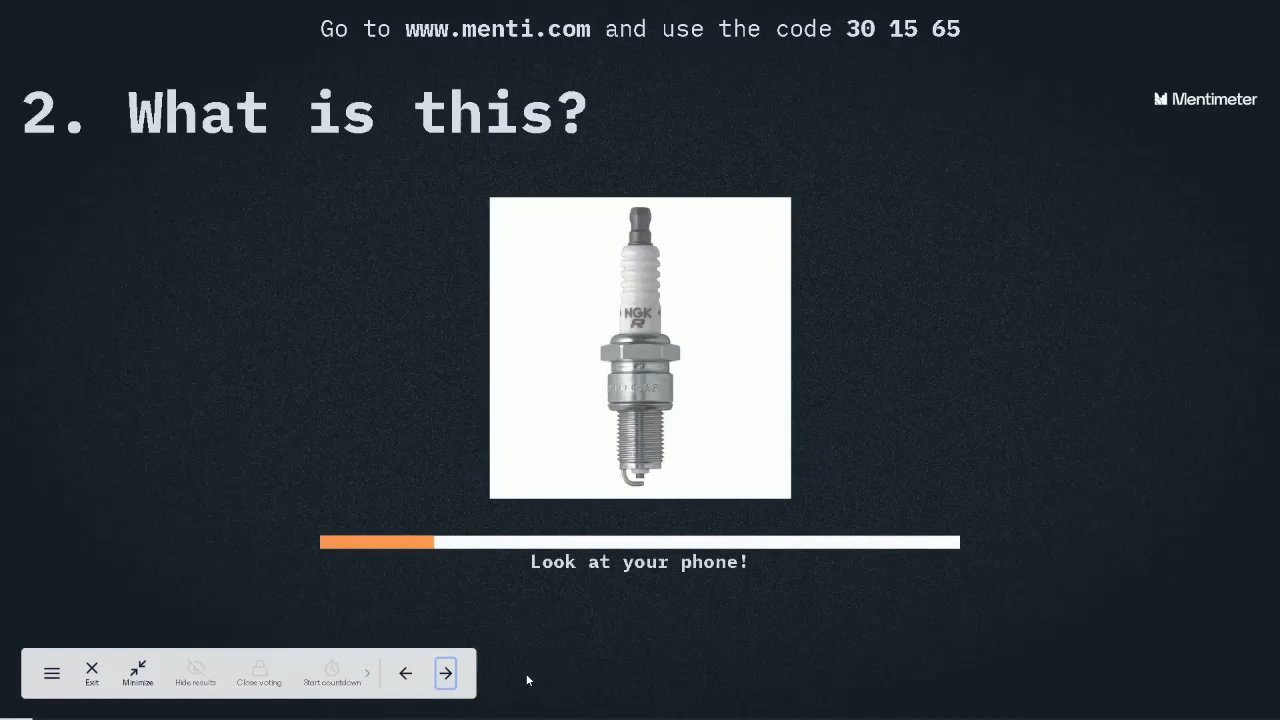 Go to www.menti.com and use the code 30 15 65
2. What is this?
Mentimeter
NGK
R
Look at your phone!
Exit
Minimize
Hide results
Close voting
Start countdown